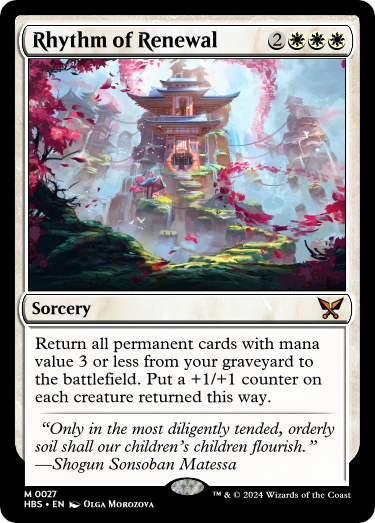 Rhythm of Renewal 2
Sorcery
Return all permanent cards with mana
value 3 or less from your graveyard to
the battlefield. Put a +1/+1 counter on
each creature returned this way.
“Only in the most diligently tended, orderly
soil shall our children’s children flourish.”
—Shogun Sonsoban Matessa
M 0027
HBS • EN Olga Morozova
™ & © 2024 Wizards of the Coast